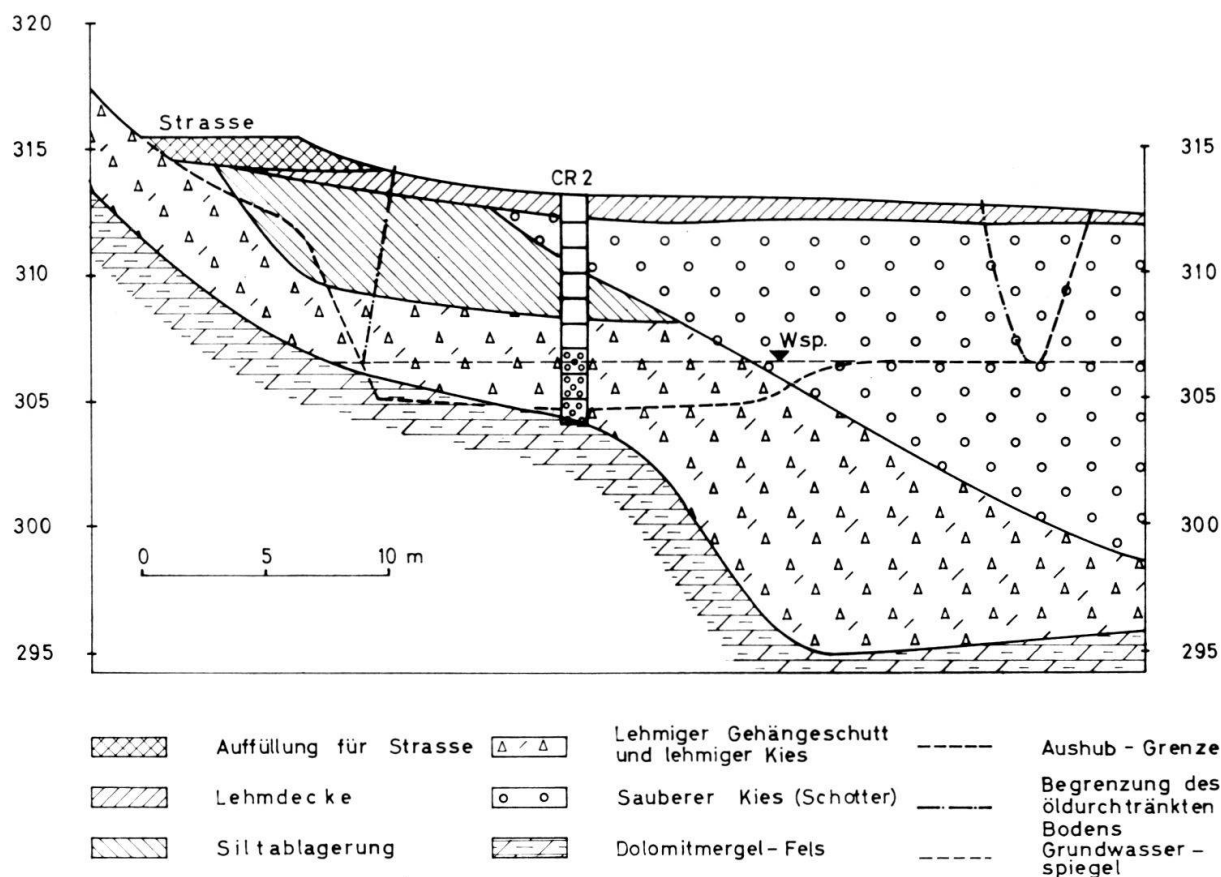 320
315
310
305
300
295
Strasse
CR 2
Wsp.
315
310
305
300
295
0 5 10 m
Auffüllung für Strasse
Lehmdecke
Siltablagerung
Lehmiger Gehängeschutt
und lehmiger Kies
Sauberer Kies (Schotter)
Dolomitmergel-Fels
Aushub-Grenze
Begrenzung des
öldurchtränkten
Bodens
Grundwasser-
spiegel